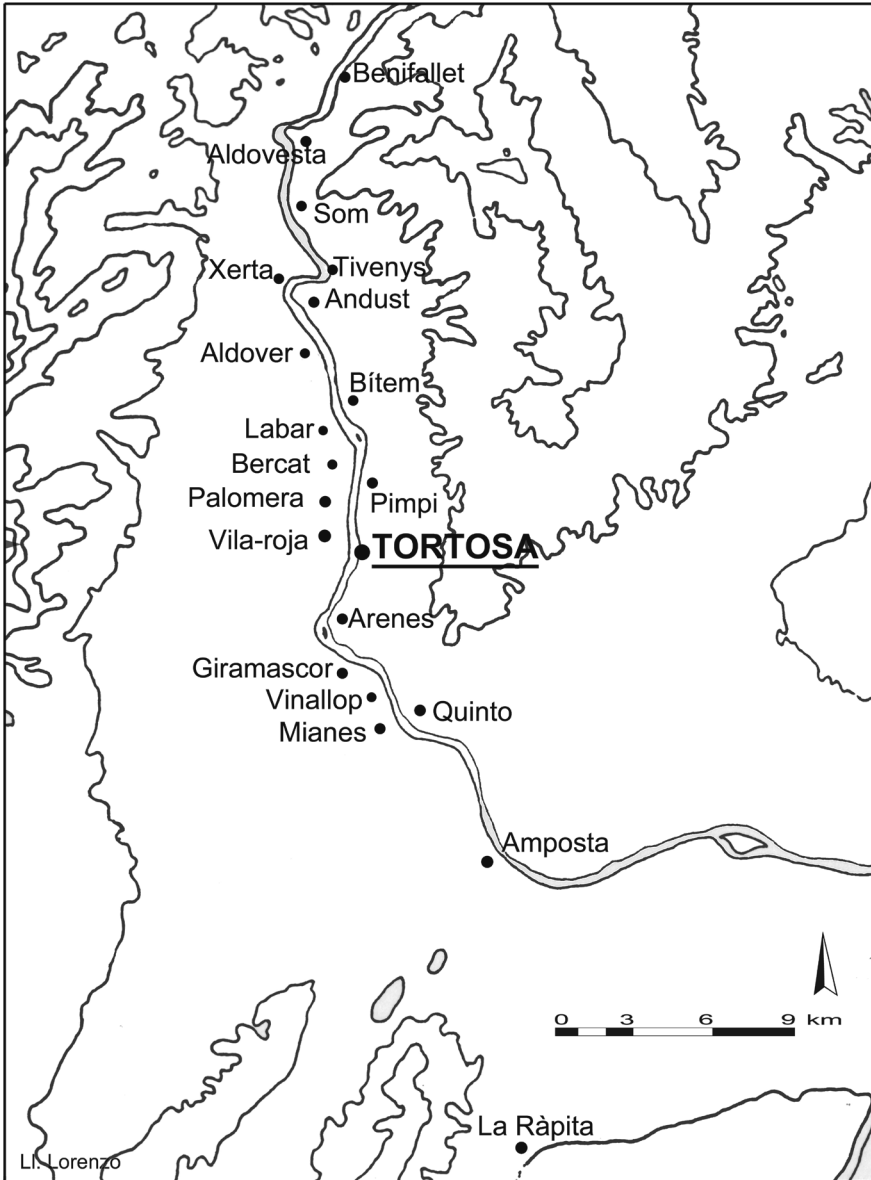 Benifallet
Aldovesta
Som
Xerta
Tivenys
Andust
Aldover
Bítem
Labar
Bercat
Palomera
Pimpi
Vila-roja
TORTOSA
Arenes
Giramascor
Vinallop
Quinto
Mianes
Amposta
0 3 6 9 km
La Ràpita
Ll. Lorenzo